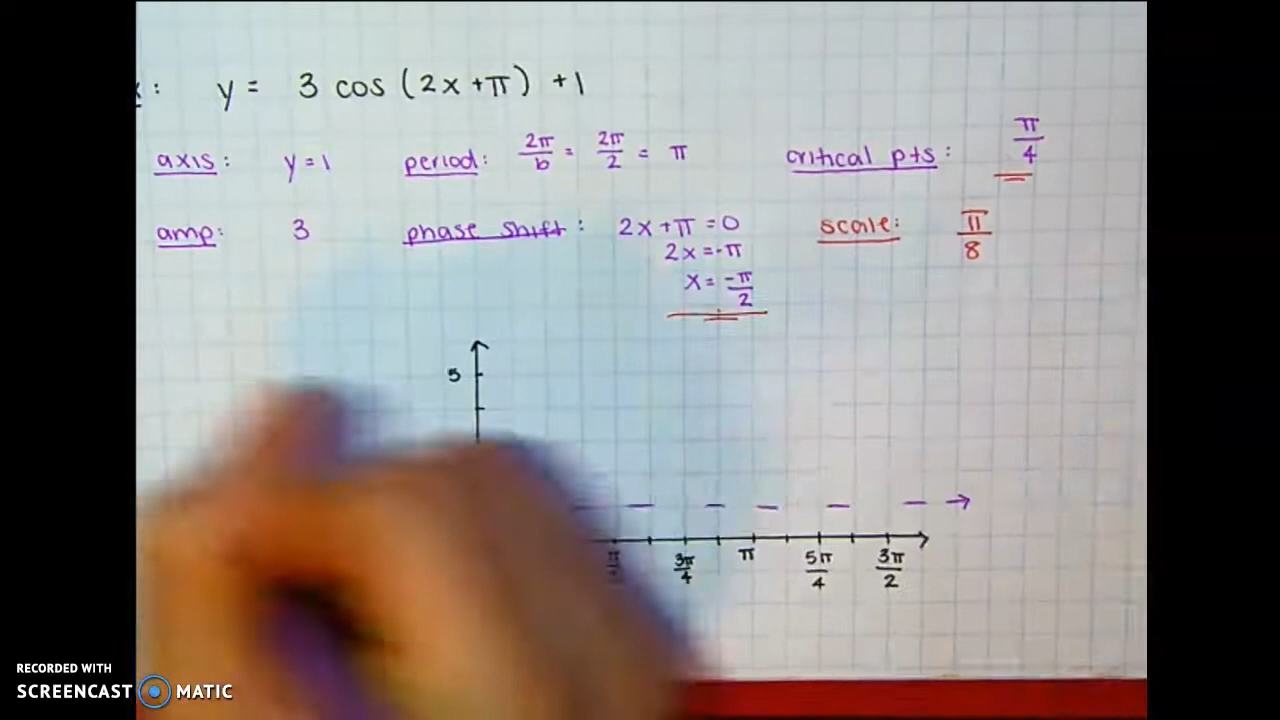 x: y = 3 cos (2x+π) +1
axis: y=1 period: 2π/b = 2π/2 = π critical pts: π/4
amp: 3 phase shift: 2x+π=0 scale: π/8
2x=-π
x= -π/2
5
3π/4 π 5π/4 3π/2
RECORDED WITH
SCREENCAST MATIC